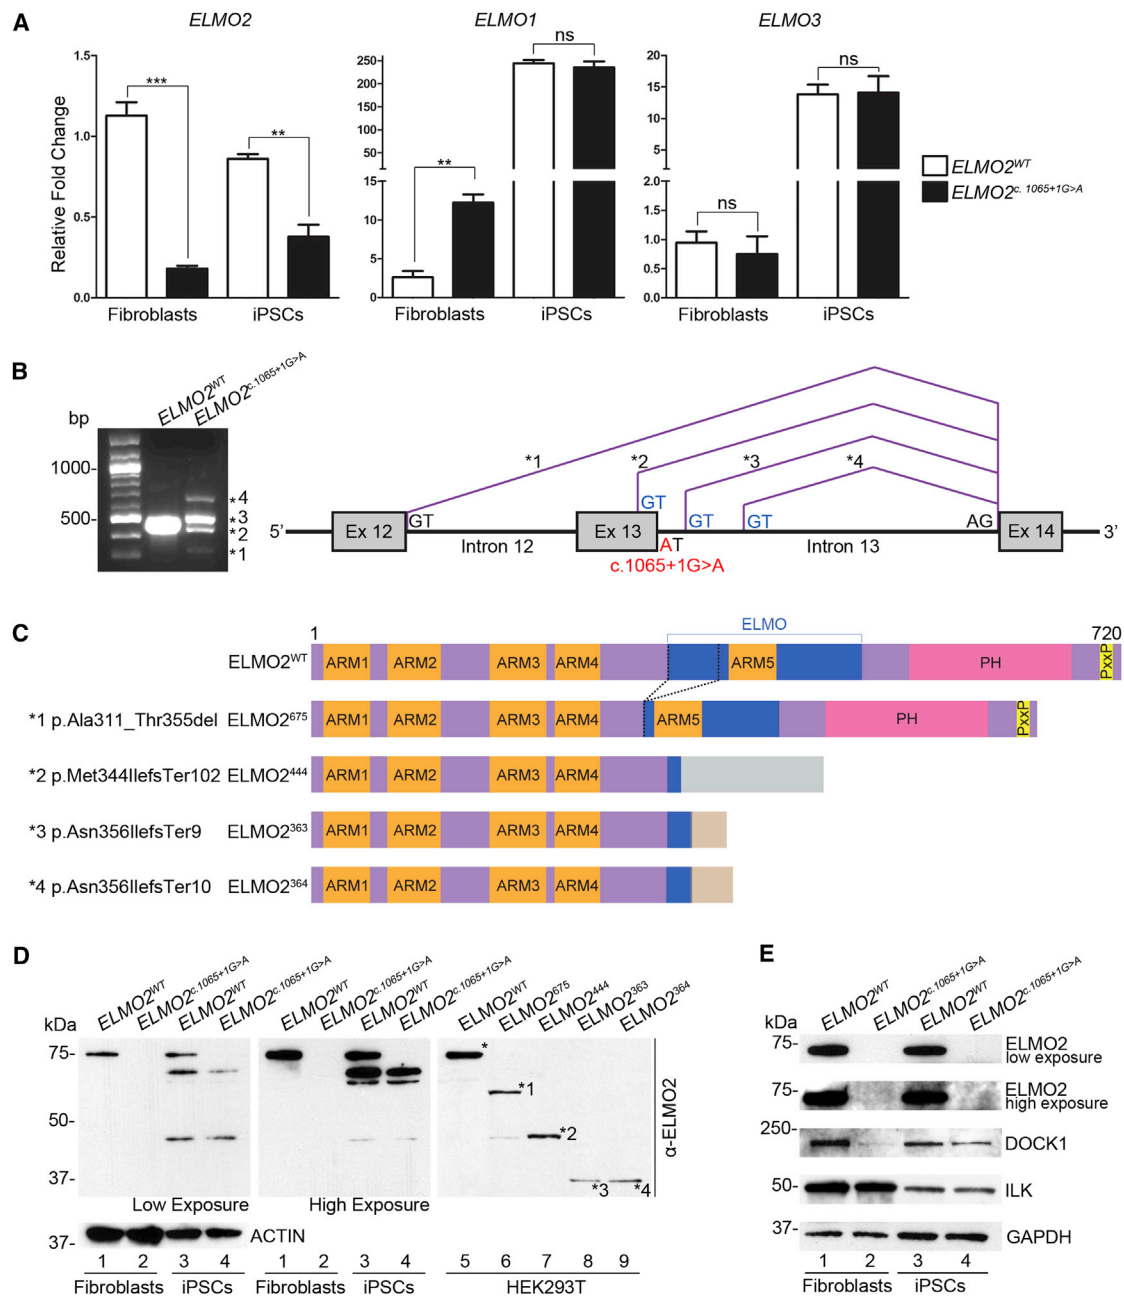 A
ELMO2
ELMO1
ELMO3
Relative Fold Change
1.5
1.0
0.5
0.0
***
**
Fibroblasts
iPSCs
250
200
150
100
50
15
10
5
0
**
ns
Fibroblasts
iPSCs
20
15
10
5
2.0
1.5
1.0
0.5
0.0
ns
ns
Fibroblasts
iPSCs
ELMO2WT
ELMO2c. 1065+1G>A
B
bp
ELMO2WT
ELMO2c.1065+1G>A
1000-
500-
*4
*3
*2
*1
*1
*2
*3
*4
5'
Ex 12
GT
Intron 12
Ex 13
GT
AT
c.1065+1G>A
GT
GT
Intron 13
AG
Ex 14
3'
C
1
ELMO
720
ELMO2WT
ARM1
ARM2
ARM3
ARM4
ARM5
PH
PxxP
*1 p.Ala311_Thr355del ELMO2675
ARM1
ARM2
ARM3
ARM4
ARM5
PH
PxxP
*2 p.Met344IlefsTer102 ELMO2444
ARM1
ARM2
ARM3
ARM4
*3 p.Asn356IlefsTer9 ELMO2363
ARM1
ARM2
ARM3
ARM4
*4 p.Asn356IlefsTer10 ELMO2364
ARM1
ARM2
ARM3
ARM4
D
kDa
ELMO2WT
ELMO2c.1065+1G>A
ELMO2WT
ELMO2c.1065+1G>A
ELMO2WT
ELMO2c.1065+1G>A
ELMO2WT
ELMO2c.1065+1G>A
ELMO2WT
ELMO2675
ELMO2444
ELMO2363
ELMO2364
75-
50-
37-
*
*1
*2
*3
*4
α-ELMO2
Low Exposure
High Exposure
37-
ACTIN
1 2 3 4 1 2 3 4 5 6 7 8 9
Fibroblasts iPSCs Fibroblasts iPSCs HEK293T
E
kDa
ELMO2WT
ELMO2c.1065+1G>A
ELMO2WT
ELMO2c.1065+1G>A
75-
ELMO2
low exposure
75-
ELMO2
high exposure
250-
DOCK1
50-
ILK
37-
GAPDH
1 2 3 4
Fibroblasts iPSCs